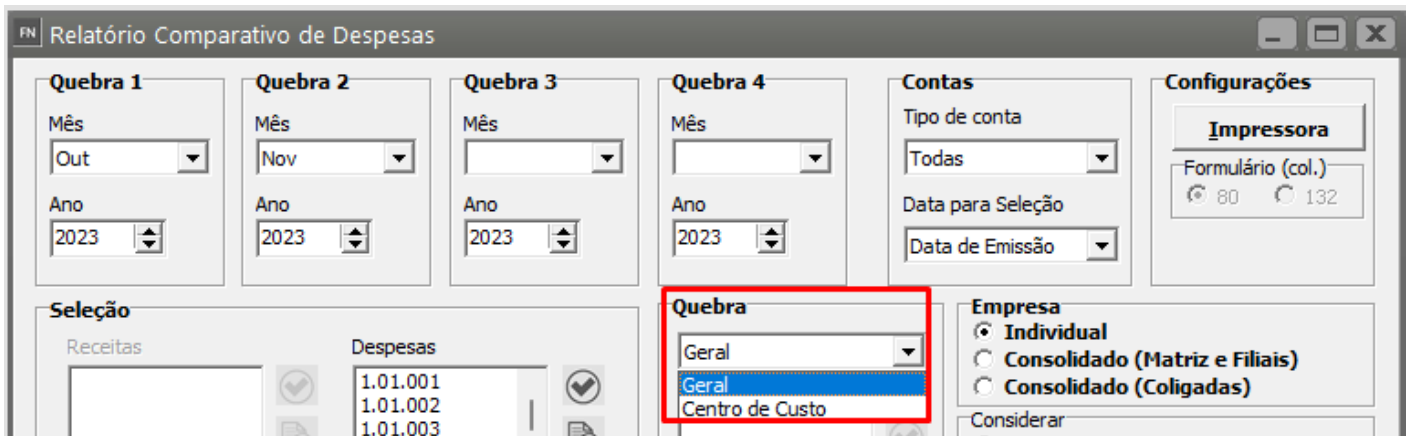 FN Relatório Comparativo de Despesas
Quebra 1
Mês
Out
Ano
2023
Quebra 2
Mês
Nov
Ano
2023
Quebra 3
Mês
Ano
2023
Quebra 4
Mês
Ano
2023
Contas
Tipo de conta
Todas
Data para Seleção
Data de Emissão
Configurações
Impressora
Formulário (col.)
80 132
Seleção
Receitas
Despesas
1.01.001
1.01.002
1.01.003
Quebra
Geral
Geral
Centro de Custo
Empresa
Individual
Consolidado (Matriz e Filiais)
Consolidado (Coligadas)
Considerar